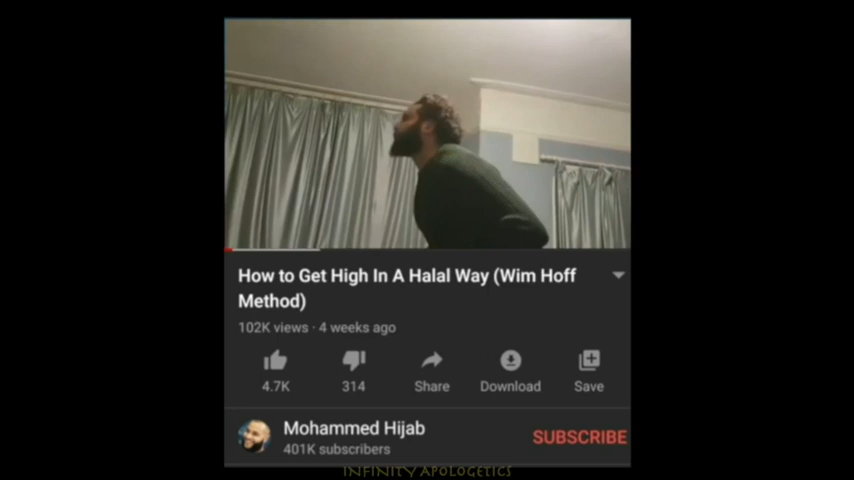 How to Get High In A Halal Way (Wim Hoff
Method)
102K views · 4 weeks ago
4.7K
314
Share
Download
Save
Mohammed Hijab
401K subscribers
SUBSCRIBE
INFINITY APOLOGETICS